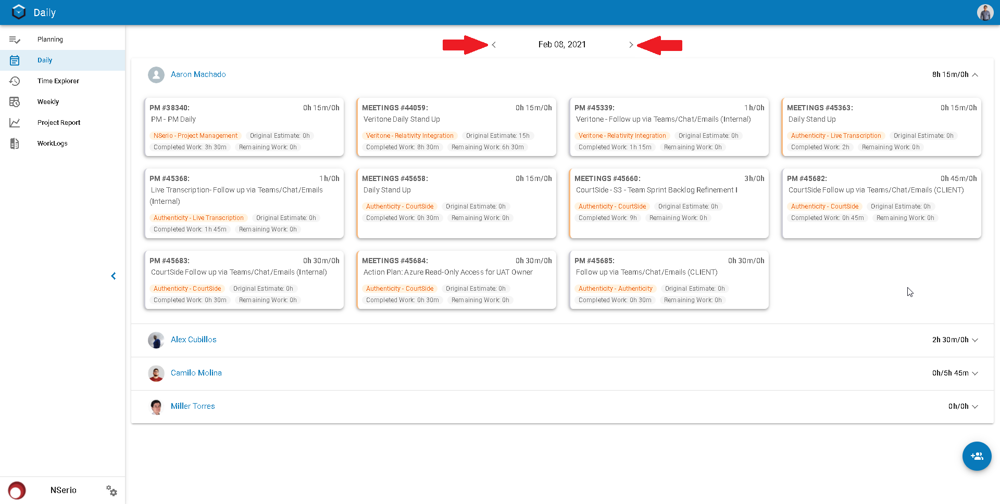 Daily
Planning
Daily
Time Explorer
Weekly
Project Report
WorkLogs
NSerio
Feb 08, 2021
Aaron Machado
8h 15m/0h
PM #38340:
0h 15m/0h
PM - PM Daily
NSerio - Project Management
Original Estimate: 0h
Completed Work: 3h 30m
Remaining Work: 0h
MEETINGS #44059:
0h 15m/0h
Veritone Daily Stand Up
Veritone - Relativity Integration
Original Estimate: 15h
Completed Work: 8h 30m
Remaining Work: 6h 30m
PM #45339:
1h/0h
Veritone - Follow up via Teams/Chat/Emails (Internal)
Veritone - Relativity Integration
Original Estimate: 0h
Completed Work: 1h 15m
Remaining Work: 0h
MEETINGS #45363:
0h 15m/0h
Daily Stand Up
Authenticity - Live Transcription
Original Estimate: 0h
Completed Work: 2h
Remaining Work: 0h
PM #45368:
1h/0h
Live Transcription- Follow up via Teams/Chat/Emails
(Internal)
Authenticity - Live Transcription
Original Estimate: 0h
Completed Work: 1h 45m
Remaining Work: 0h
MEETINGS #45658:
0h 15m/0h
Daily Stand Up
Authenticity - CourtSide
Original Estimate: 0h
Completed Work: 0h 30m
Remaining Work: 0h
MEETINGS #45660:
3h/0h
CourtSide - S3 - Team Sprint Backlog Refinement I
Authenticity - CourtSide
Original Estimate: 0h
Completed Work: 9h
Remaining Work: 0h
PM #45682:
0h 45m/0h
CourtSide Follow up via Teams/Chat/Emails (CLIENT)
Authenticity - CourtSide
Original Estimate: 0h
Completed Work: 0h 45m
Remaining Work: 0h
PM #45683:
0h 30m/0h
CourtSide Follow up via Teams/Chat/Emails (Internal)
Authenticity - CourtSide
Original Estimate: 0h
Completed Work: 0h 30m
Remaining Work: 0h
MEETINGS #45684:
0h 30m/0h
Action Plan: Azure Read-Only Access for UAT Owner
Authenticity - CourtSide
Original Estimate: 0h
Completed Work: 0h 30m
Remaining Work: 0h
PM #45685:
0h 30m/0h
Follow up via Teams/Chat/Emails (CLIENT)
Authenticity - Authenticity
Original Estimate: 0h
Completed Work: 0h 30m
Remaining Work: 0h
Alex Cubillos
2h 30m/0h
Camilo Molina
0h/5h 45m
Miller Torres
0h/0h